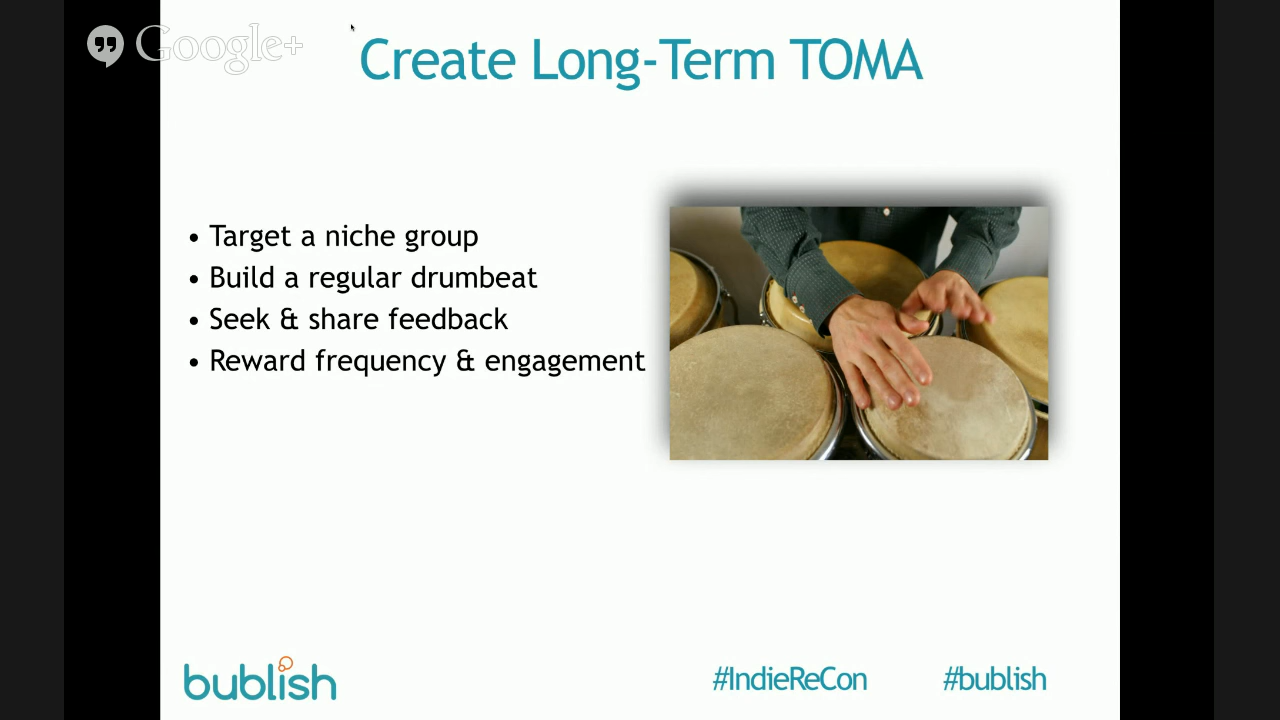 Google+
Create Long-Term TOMA
• Target a niche group
• Build a regular drumbeat
• Seek & share feedback
• Reward frequency & engagement
bublish
#IndieReCon
#bublish